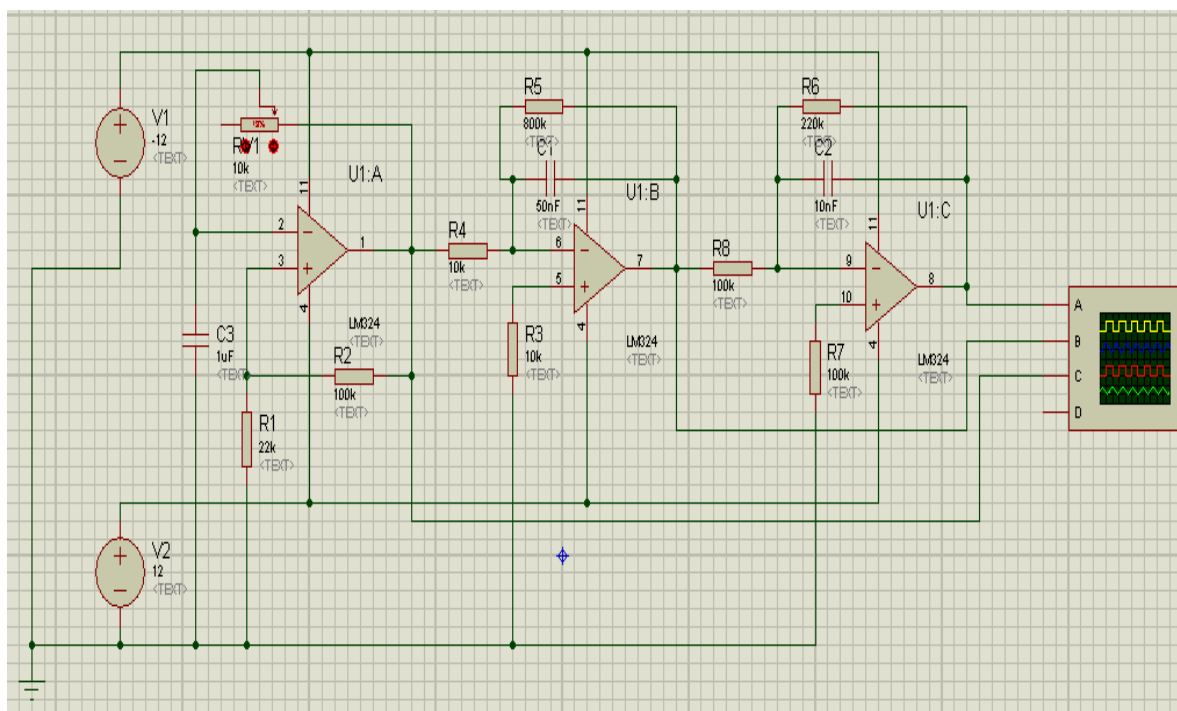 V1
-12
<TEXT>
10k
<TEXT>
U1:A
11
2
3
1
4
LM324
<TEXT>
C3
1uF
<TEXT>
R2
100k
<TEXT>
R1
22k
<TEXT>
V2
12
<TEXT>
R4
10k
<TEXT>
R5
800k
<TEXT>
C1
50nF
<TEXT>
U1:B
11
6
5
7
4
LM324
<TEXT>
R3
10k
<TEXT>
R8
100k
<TEXT>
R6
220k
<TEXT>
C2
10nF
<TEXT>
U1:C
11
9
10
8
4
LM324
<TEXT>
R7
100k
<TEXT>
A
B
C
D